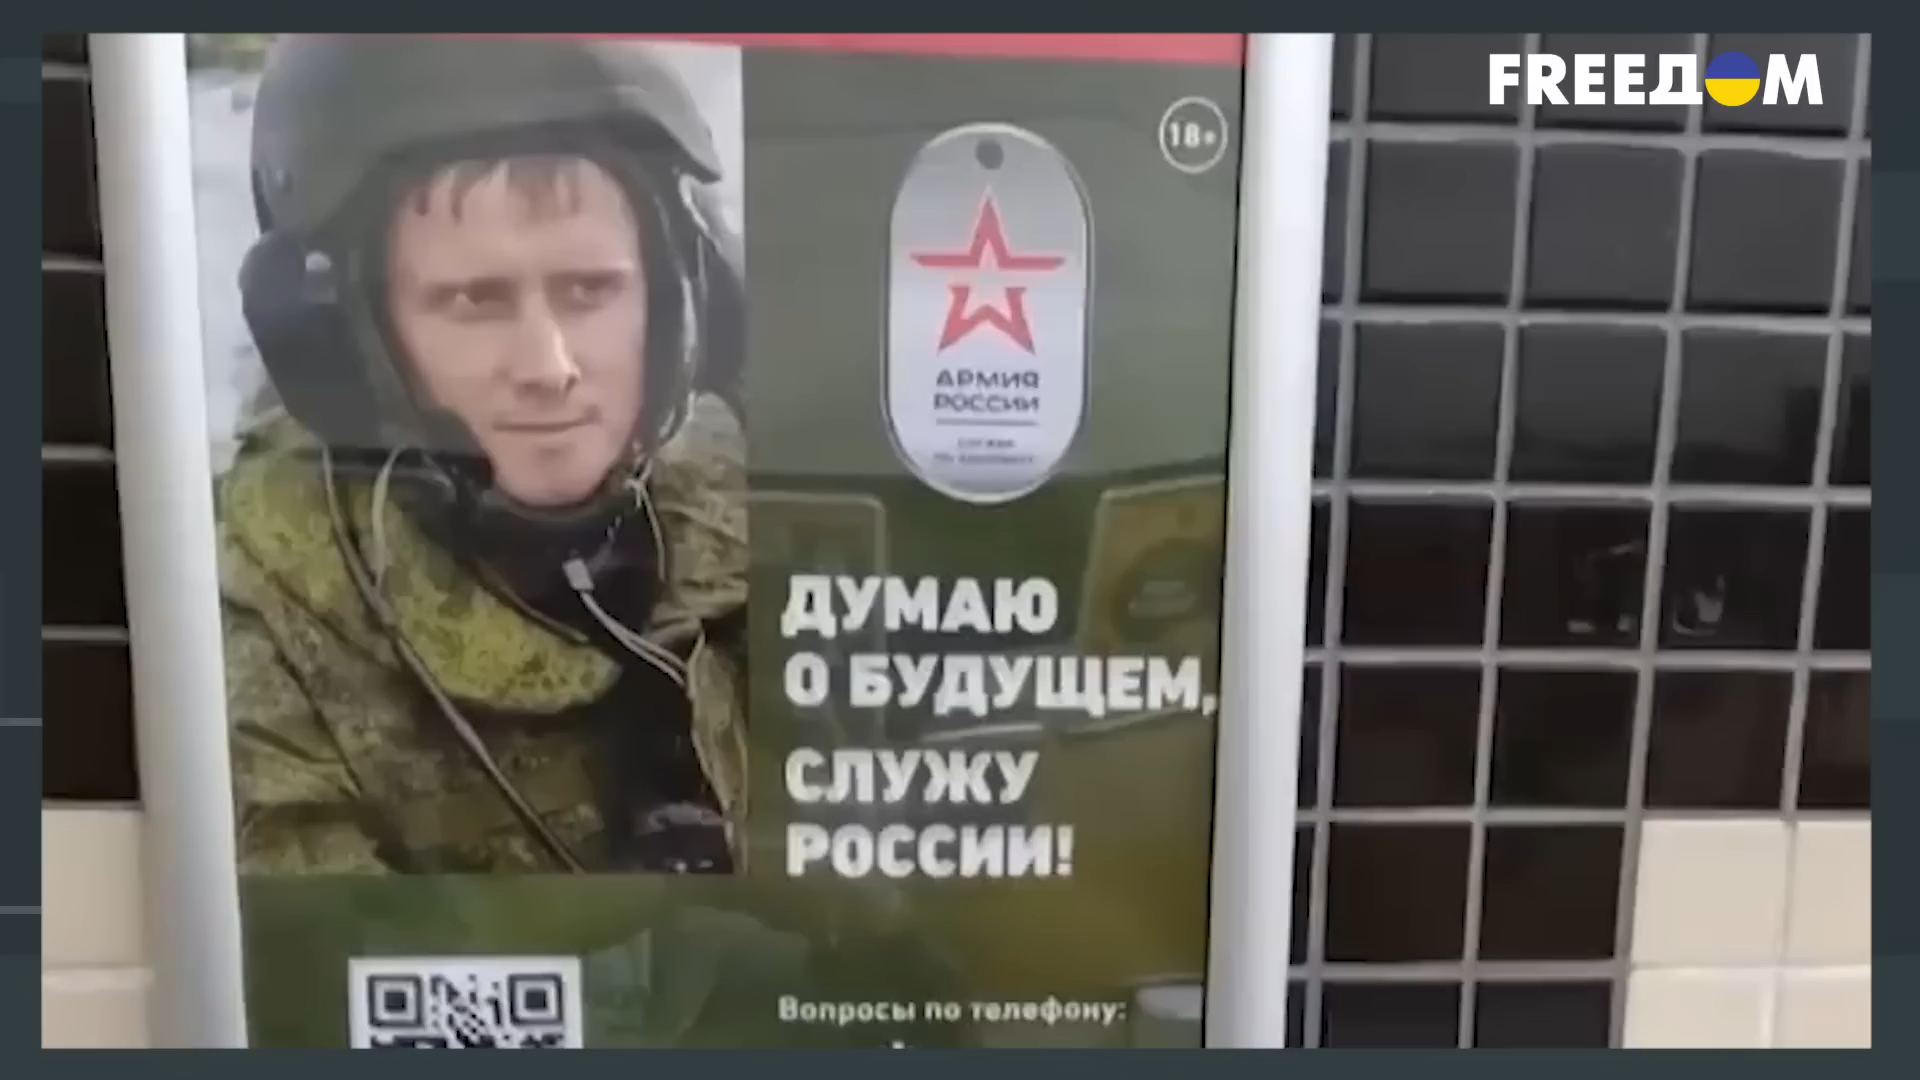 FREEДOM
18+
АРМИЯ
РОССИИ
ДУМАЮ
О БУДУЩЕМ,
СЛУЖУ
РОССИИ!
Вопросы по телефону: